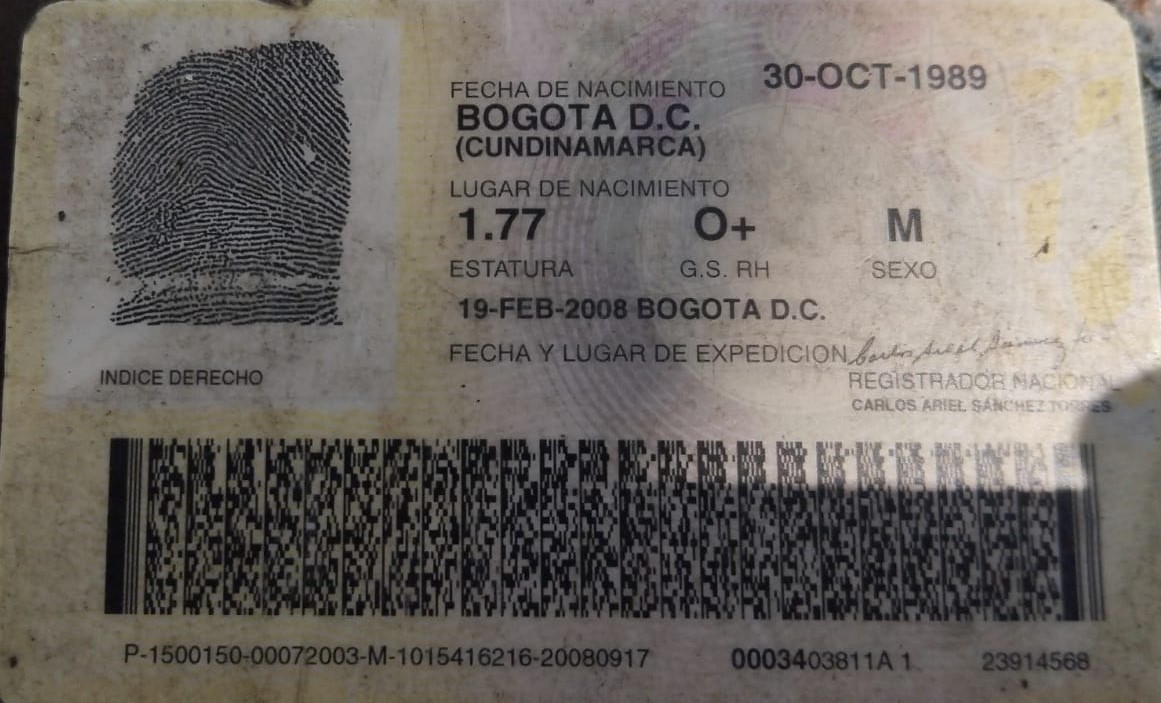 FECHA DE NACIMIENTO 30-OCT-1989
BOGOTA D.C.
(CUNDINAMARCA)
LUGAR DE NACIMIENTO
1.77 O+ M
ESTATURA G.S. RH SEXO
19-FEB-2008 BOGOTA D.C.
FECHA Y LUGAR DE EXPEDICION
INDICE DERECHO
REGISTRADOR NACIONAL
CARLOS ARIEL SÁNCHEZ TORRES
P-1500150-00072003-M-1015416216-20080917 0003403811A 1 23914568